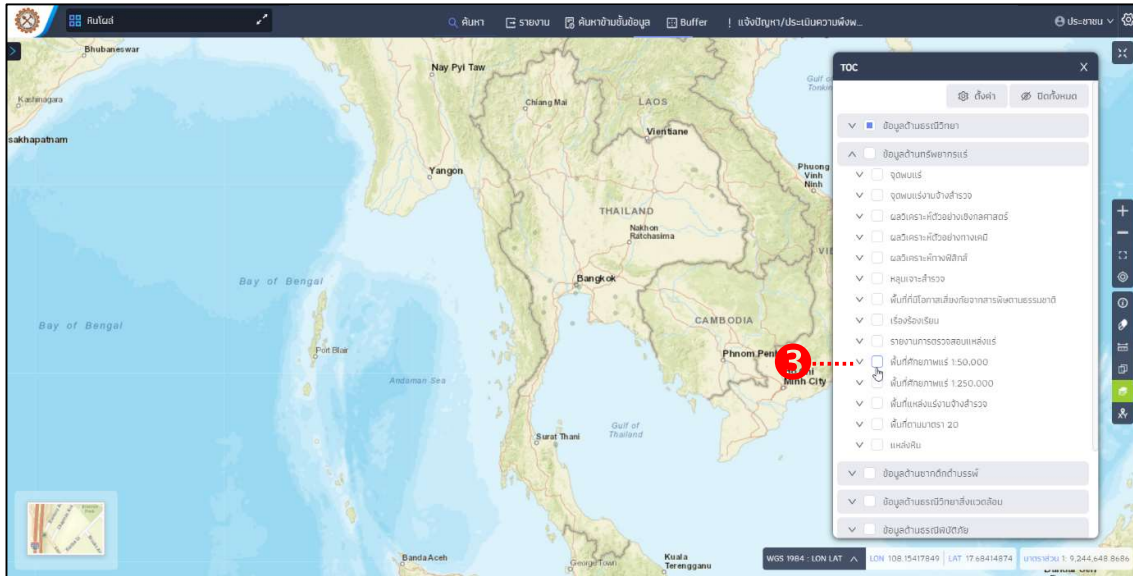 หินโผล่
ค้นหา
รายงาน
ค้นหาข้ามชั้นข้อมูล
Buffer
! แจ้งปัญหา/ประเมินความพึงพ...
ประชาชน
Bhubaneswar
Kashinagara
sakhapatnam
Nay Pyi Taw
Chiang Mai
LAOS
Vientiane
Yangon
Phuong
Vinh
Ninh
THAILAND
Nakhon
Ratchasima
Bangkok
Bay of Bengal
Bay of Bengal
CAMBODIA
Port Blair
Phnom Pen
Minh City
Andaman Sea
Gulf of
Thailand
Surat Thani
Banda Aceh
George Town
Kuala
Terengganu
TOC
X
ตั้งค่า
ปิดทั้งหมด
ข้อมูลด้านธรณีวิทยา
ข้อมูลด้านทรัพยากรแร่
จุดพบแร่
จุดพบแร่งานจ้างสำรวจ
ผลวิเคราะห์ตัวอย่างเชิงกลศาสตร์
ผลวิเคราะห์ตัวอย่างทางเคมี
ผลวิเคราะห์ทางฟิสิกส์
หลุมเจาะสำรวจ
พื้นที่ที่มีโอกาสเสี่ยงภัยจากสารพิษตามธรรมชาติ
เรื่องร้องเรียน
รายงานการตรวจสอบแหล่งแร่
3
พื้นที่ศักยภาพแร่ 1:50,000
พื้นที่ศักยภาพแร่ 1:250,000
พื้นที่แหล่งแร่งานจ้างสำรวจ
พื้นที่ตามมาตรา 20
แหล่งหิน
ข้อมูลด้านซากดึกดำบรรพ์
ข้อมูลด้านธรณีวิทยาสิ่งแวดล้อม
ข้อมูลด้านธรณีพิบัติภัย
WGS 1984 : LON LAT
LON 108.15417849
LAT 17.68414874
มาตราส่วน 1: 9,244,648.8686